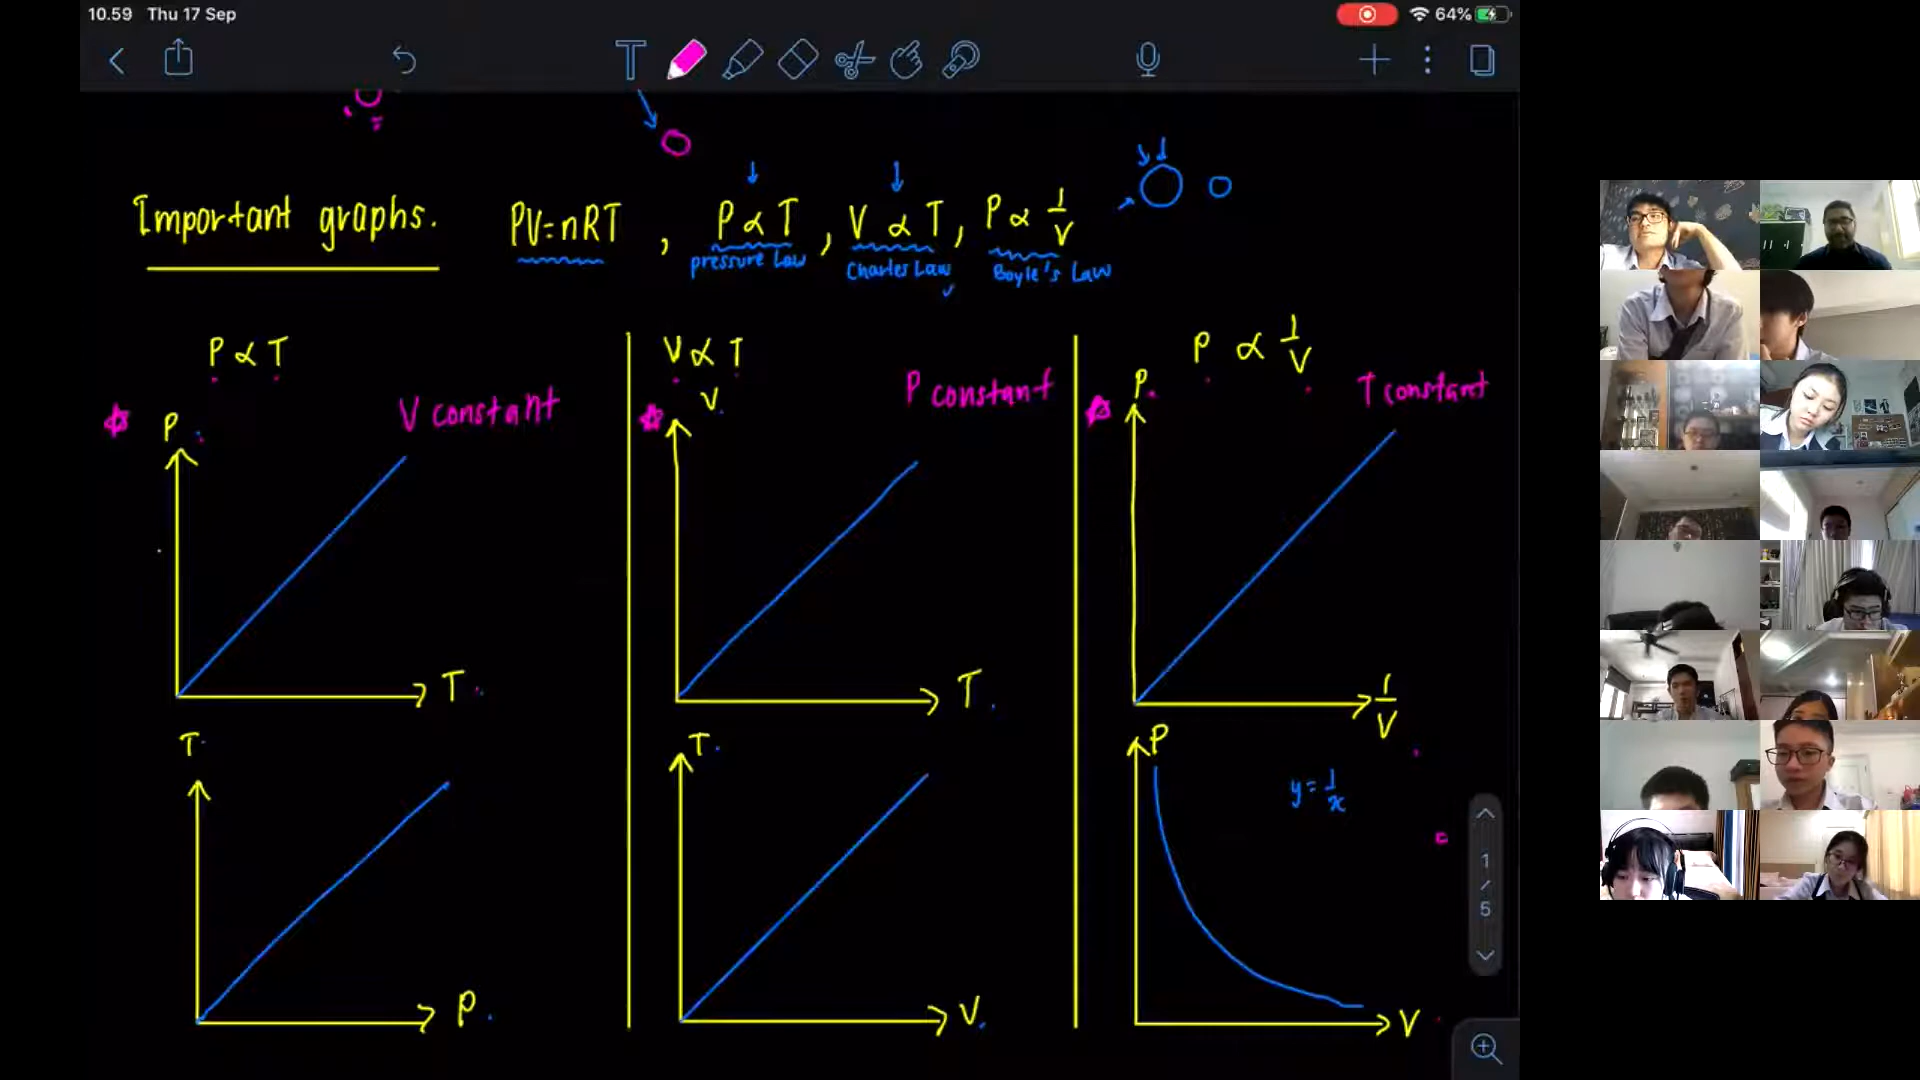 10.59 Thu 17 Sep
64%
T
Important graphs. PV=nRT , P ∝ T , V ∝ T , P ∝ 1/V
pressure Law Charles Law Boyle's Law
P ∝ T
V constant
P
T
T
P
V ∝ T
P constant
V
T
T
V
P ∝ 1/V
T constant
P
1/V
P
y = 1/x
V
1
/
5